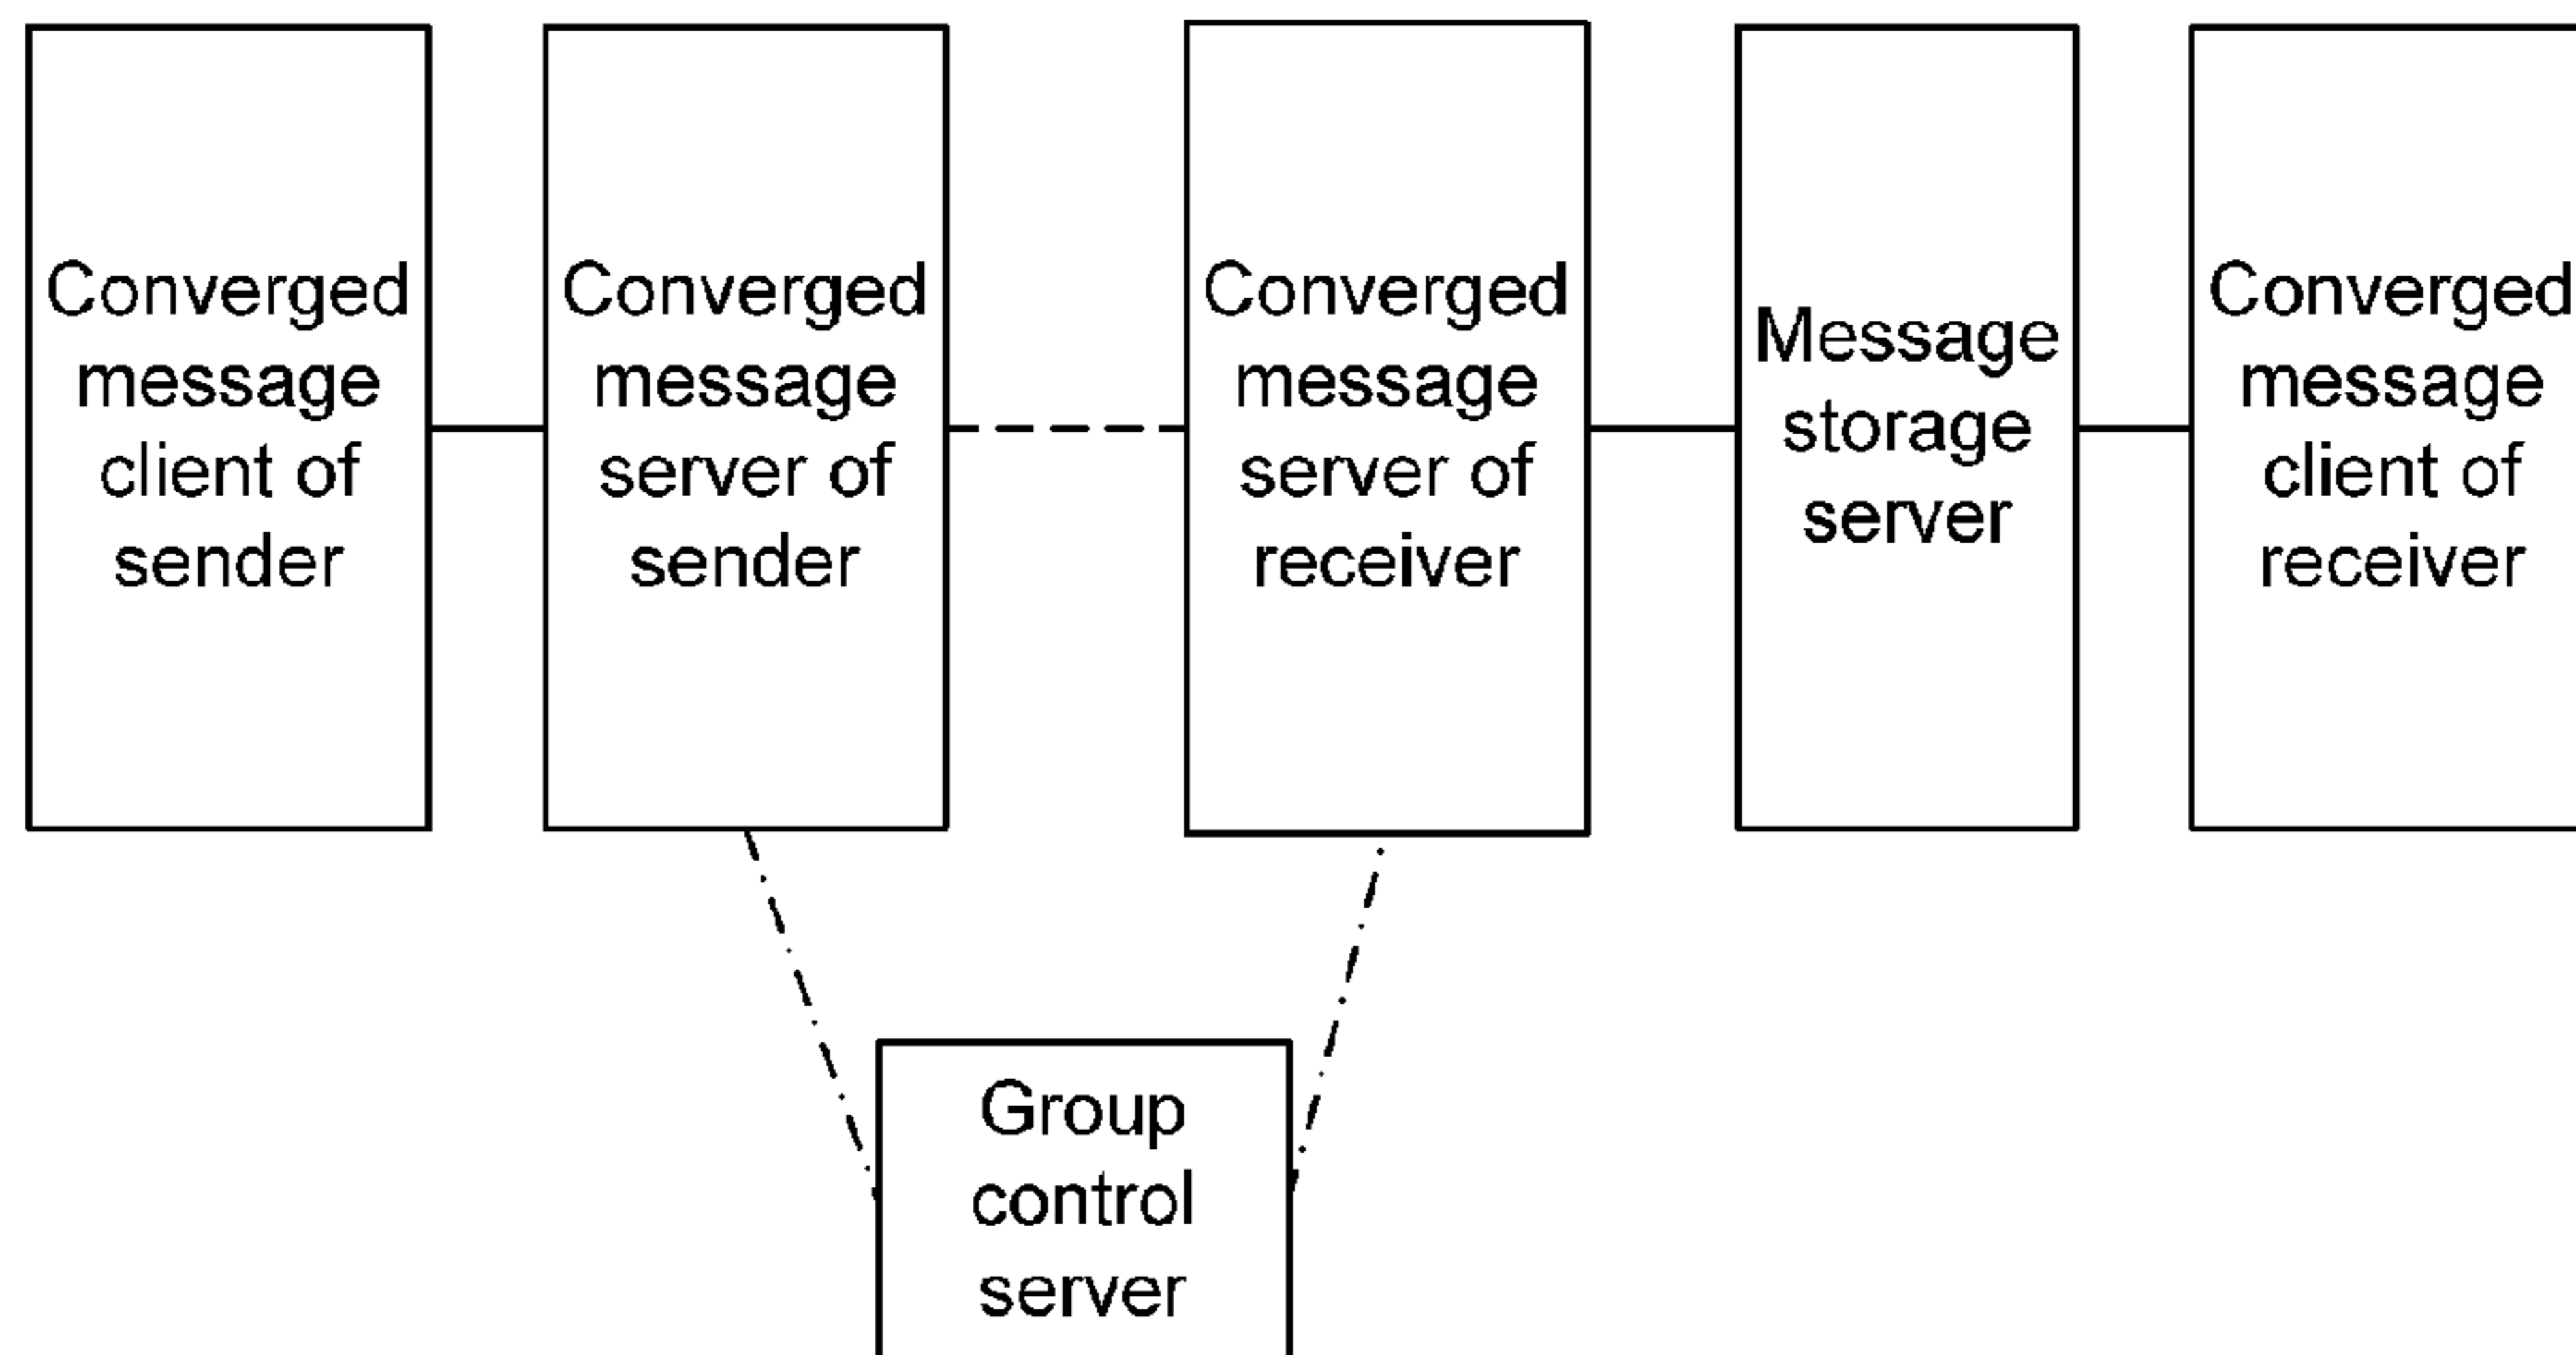 Converged
message
client of
sender
Converged
message
server of
sender
Converged
message
server of
receiver
Message
storage
server
Converged
message
client of
receiver
Group
control
server